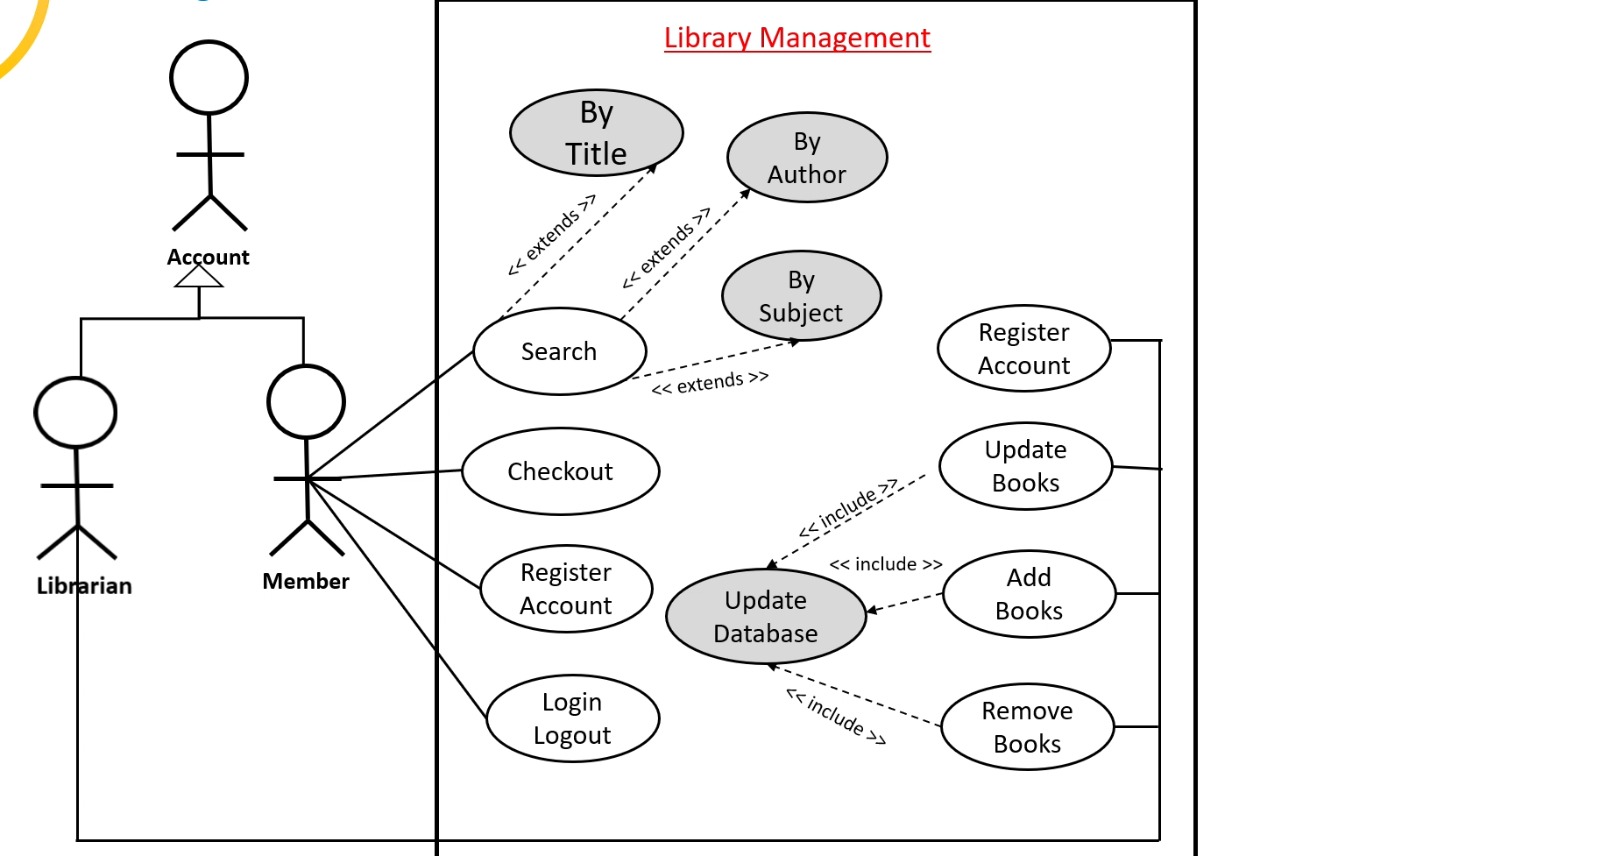 Library Management
By
Title
By
Author
<< extends >>
<< extends >>
Account
By
Subject
Search
<< extends >>
Register
Account
Checkout
Update
Books
<< include >>
<< include >>
Register
Account
Update
Database
Add
Books
Librarian
Member
Login
Logout
<< include >>
Remove
Books